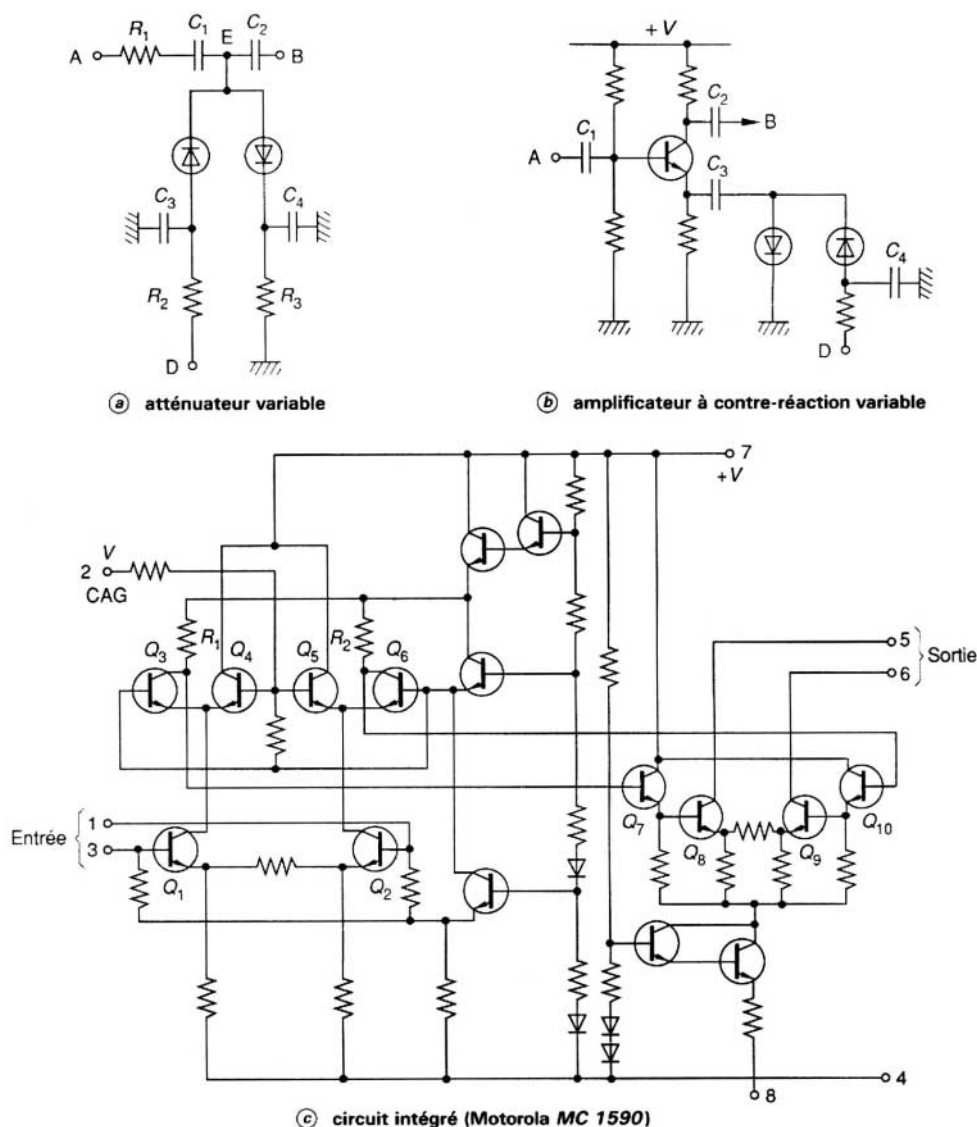 R1 C1 E C2
A B
C3 C4
R2 R3
D
ⓐ atténuateur variable
+V
C2
B
C1
A
C3
C4
D
ⓑ amplificateur à contre-réaction variable
7
+V
V
2
CAG
R1 R2
Q3 Q4 Q5 Q6
5
Sortie
6
Q7 Q8 Q9 Q10
Entrée
1
3
Q1 Q2
4
8
ⓒ circuit intégré (Motorola MC 1590)